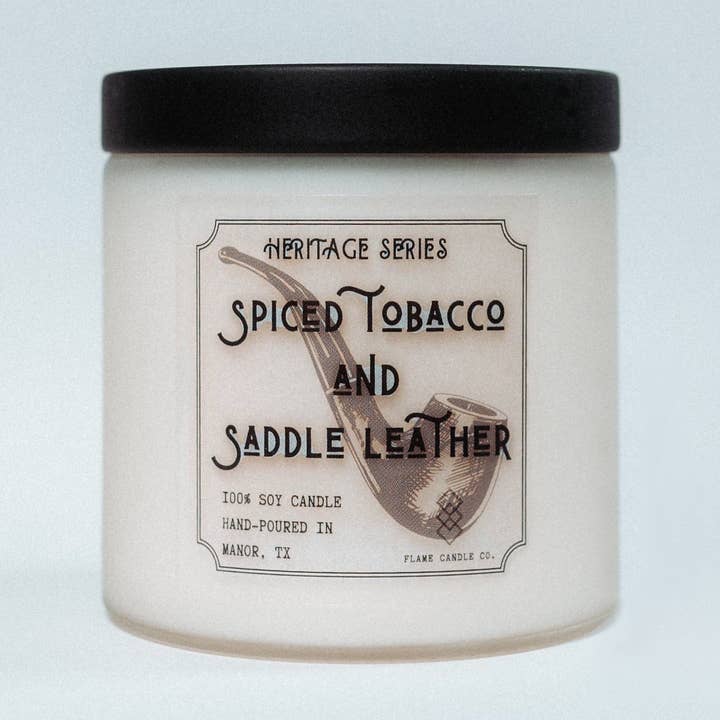 HERITAGE SERIES
SPICED TOBACCO
AND
SADDLE LEATHER
100% SOY CANDLE
HAND-POURED IN
MANOR, TX
FLAME CANDLE CO.